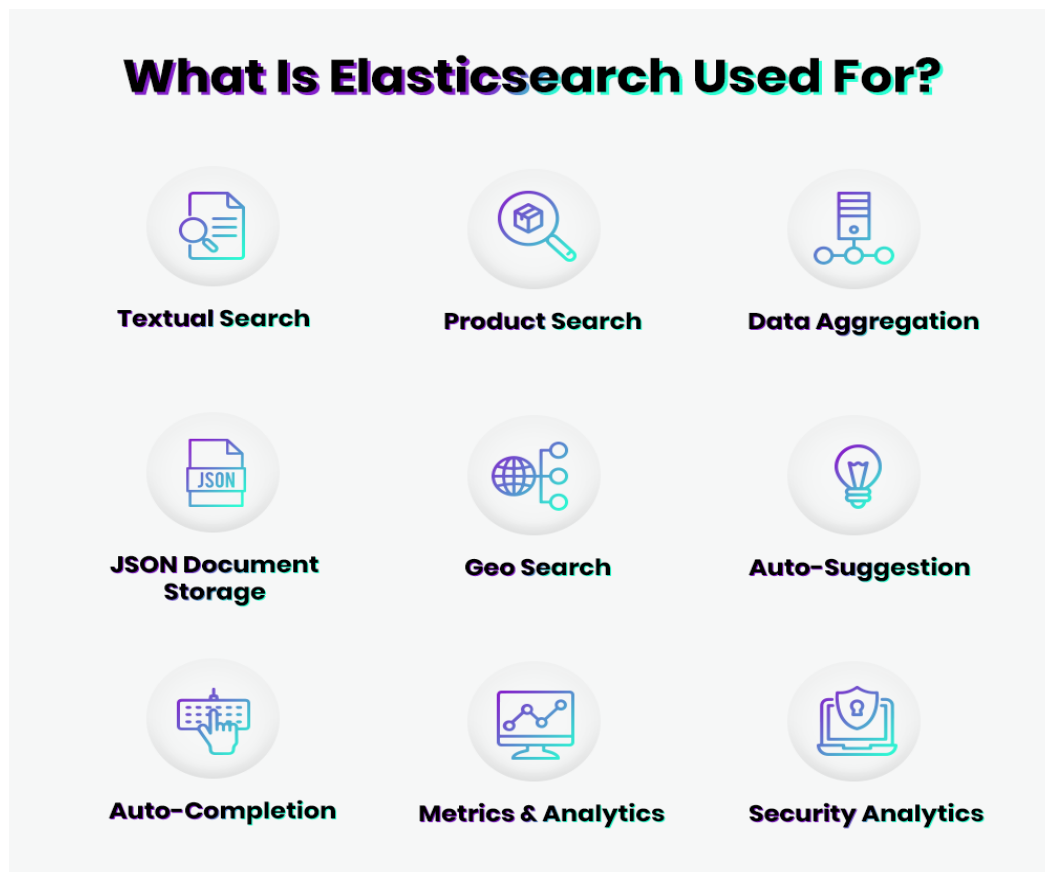 What Is Elasticsearch Used For?
Textual Search
Product Search
Data Aggregation
JSON
JSON Document
Storage
Geo Search
Auto-Suggestion
Auto-Completion
Metrics & Analytics
Security Analytics